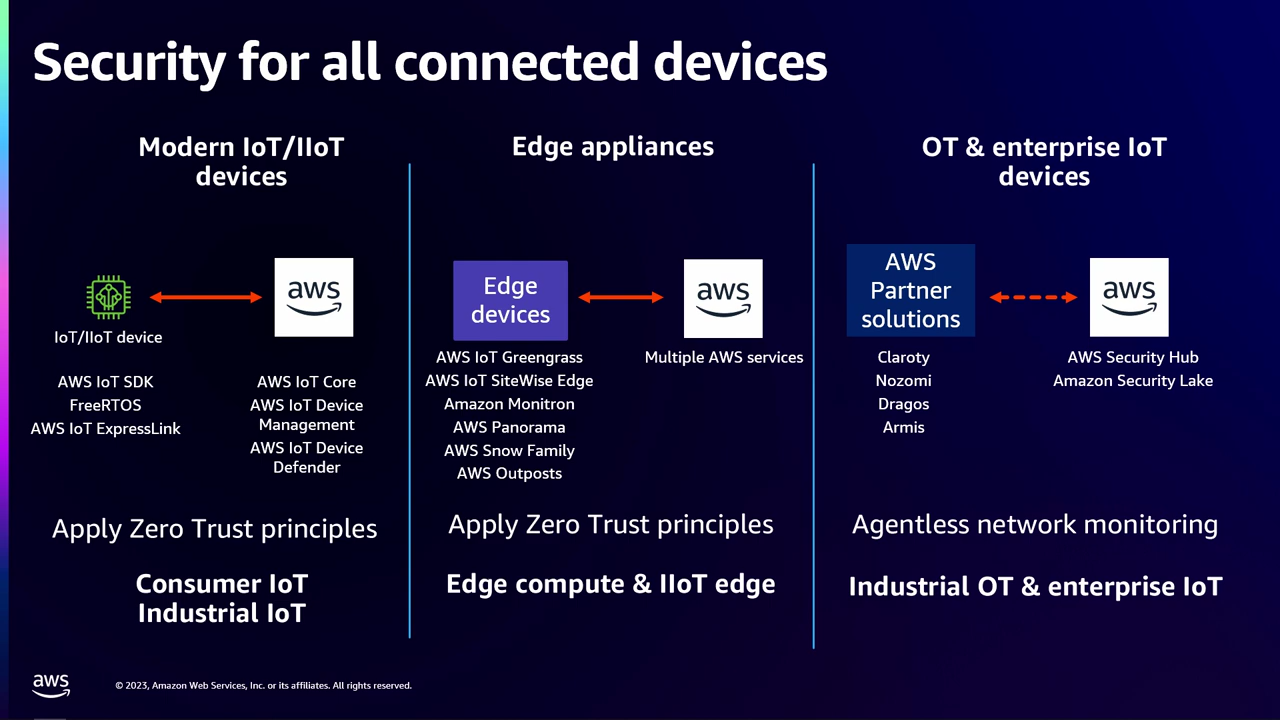 Security for all connected devices
Modern IoT/IIoT
devices
aws
IoT/IIoT device
AWS IoT SDK
FreeRTOS
AWS IoT ExpressLink
AWS IoT Core
AWS IoT Device
Management
AWS IoT Device
Defender
Apply Zero Trust principles
Consumer IoT
Industrial IoT
Edge appliances
Edge
devices
aws
AWS IoT Greengrass
AWS IoT SiteWise Edge
Amazon Monitron
AWS Panorama
AWS Snow Family
AWS Outposts
Multiple AWS services
Apply Zero Trust principles
Edge compute & IIoT edge
OT & enterprise IoT
devices
AWS
Partner
solutions
aws
Claroty
Nozomi
Dragos
Armis
AWS Security Hub
Amazon Security Lake
Agentless network monitoring
Industrial OT & enterprise IoT
aws
© 2023, Amazon Web Services, Inc. or its affiliates. All rights reserved.